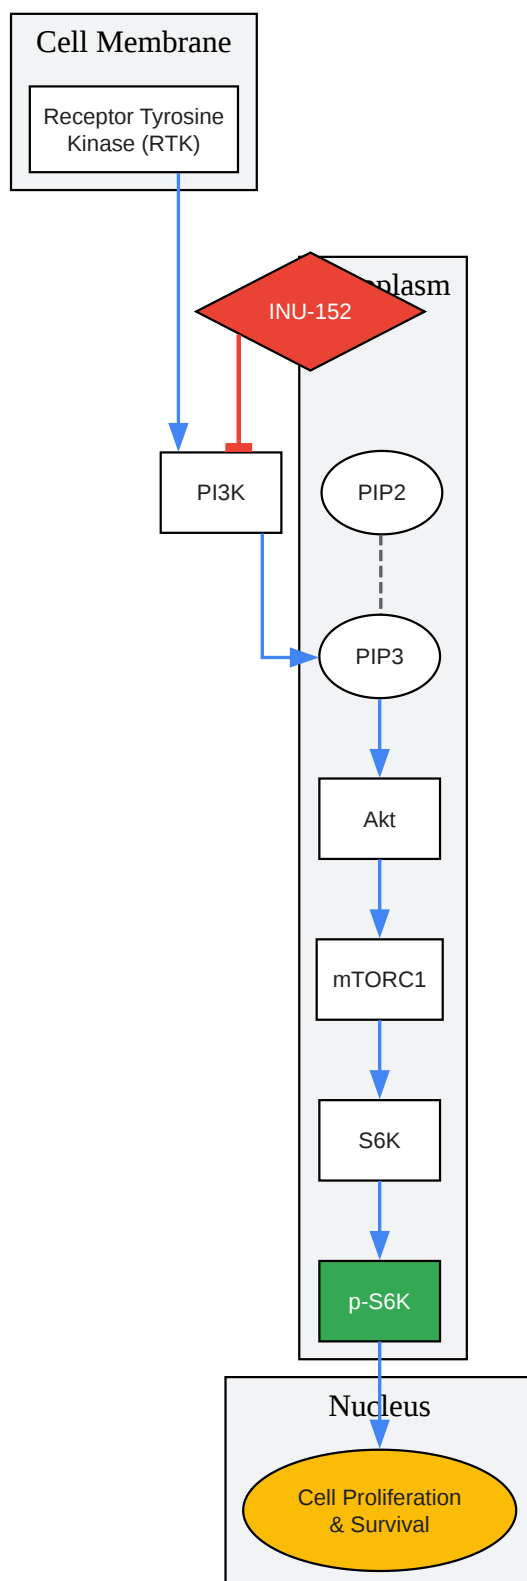 Cell Membrane
Receptor Tyrosine
Kinase (RTK)
INU-152
PI3K
PIP2
PIP3
Akt
mTORC1
S6K
p-S6K
Nucleus
Cell Proliferation
& Survival